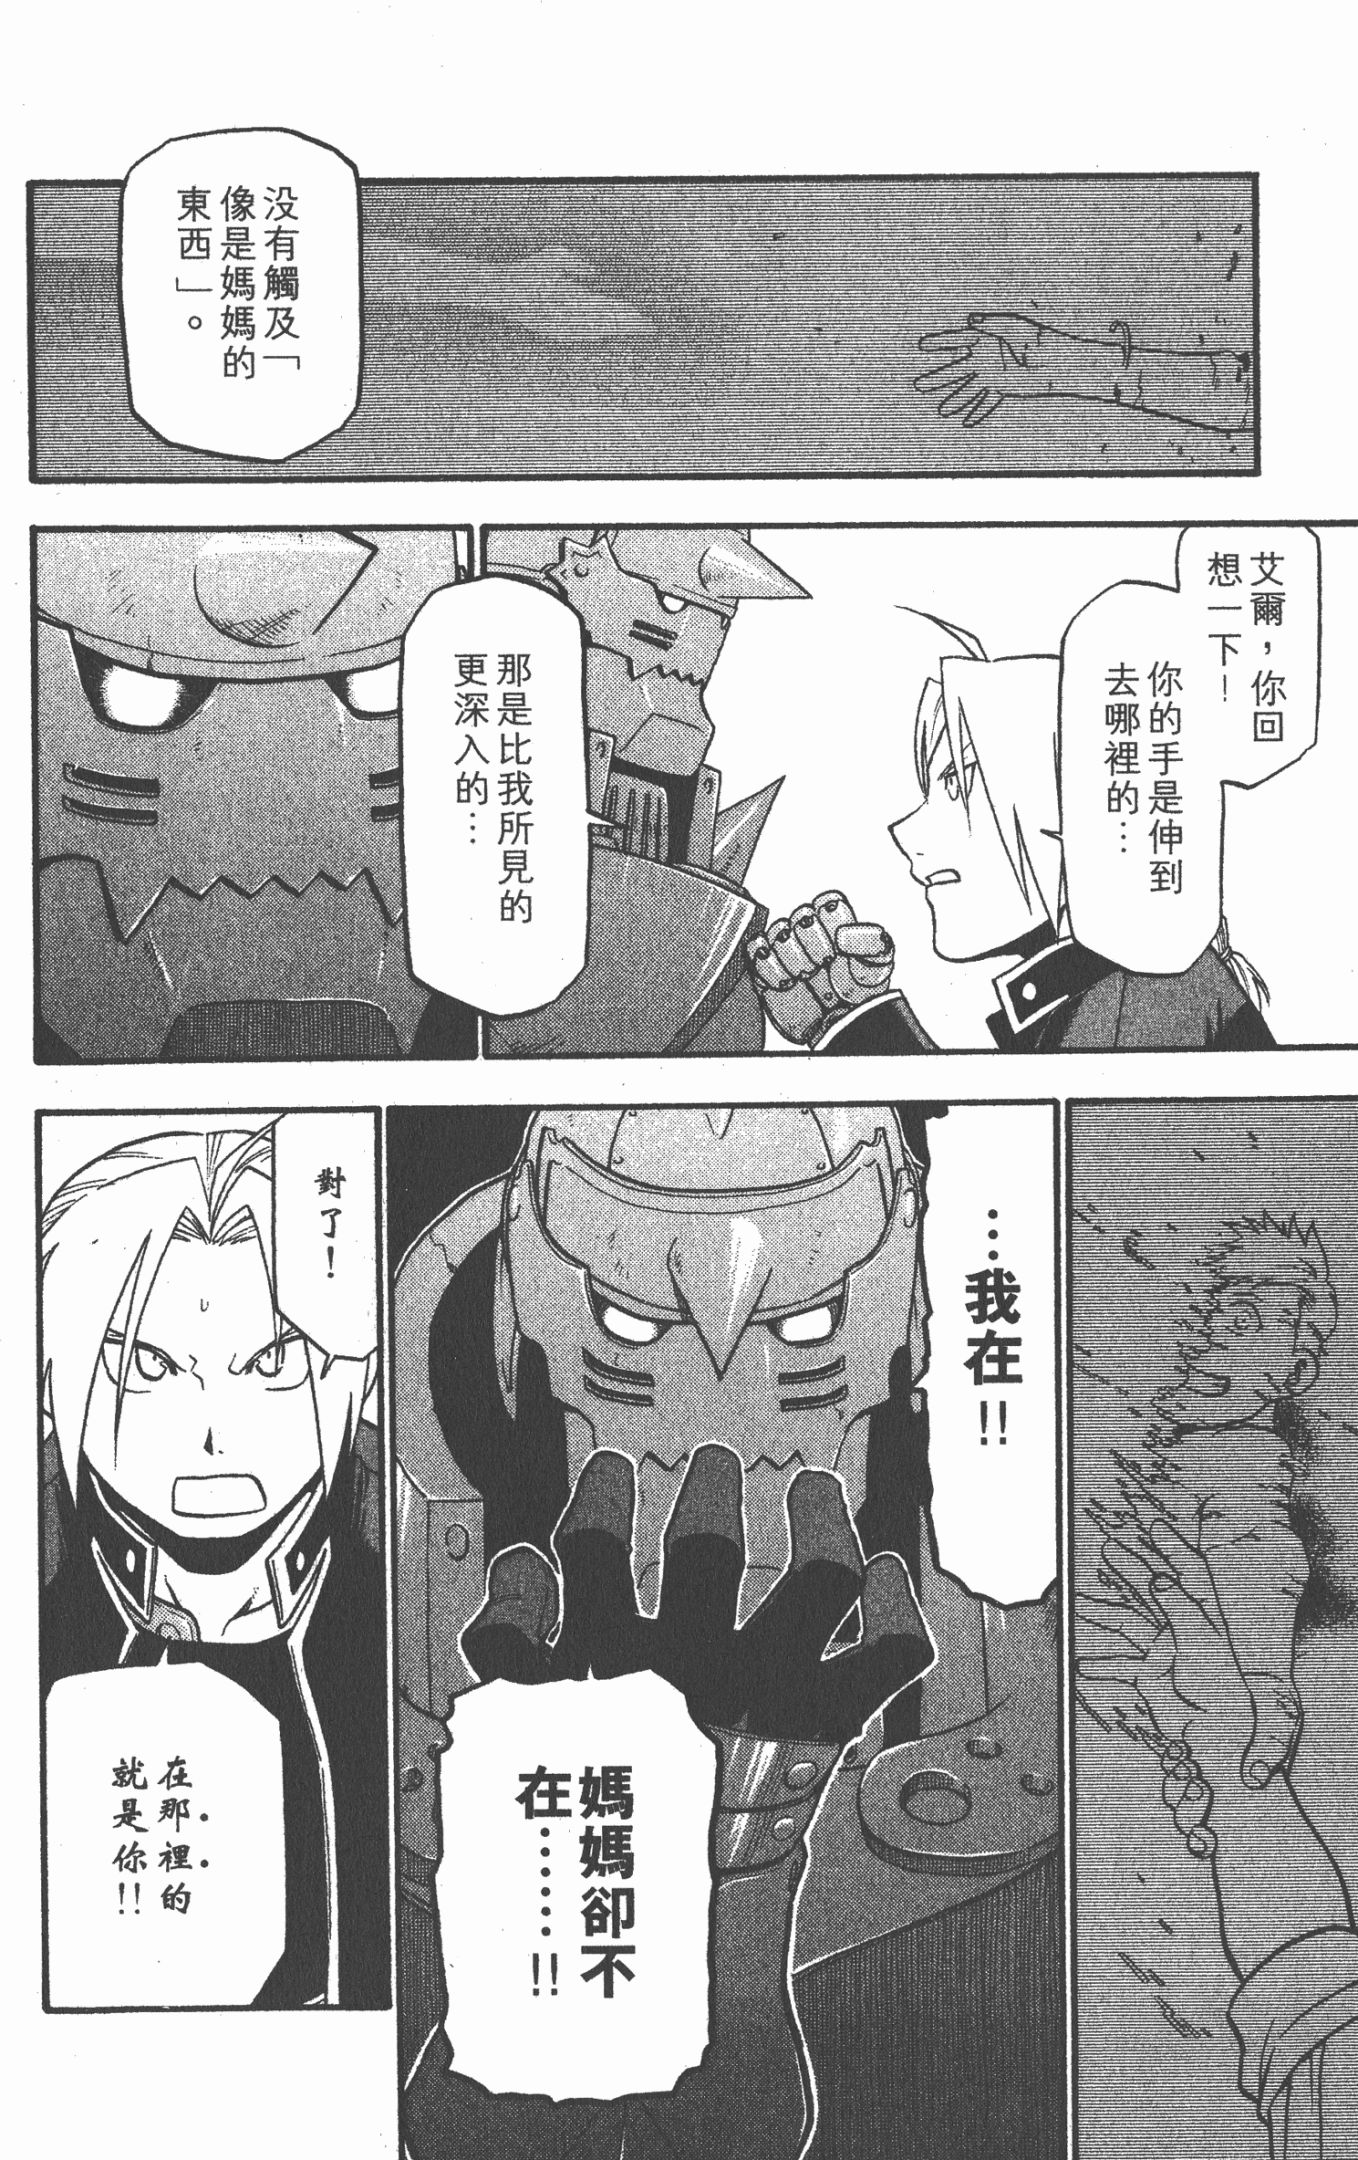 没有觸及「
像是媽媽的
東西」。
艾爾，你回
想一下！
你的手是伸到
去哪裡的…
那是比我所見的
更深入的…
…我在!!
媽媽卻不
在……!!
對了！
在那裡的
就是你!!